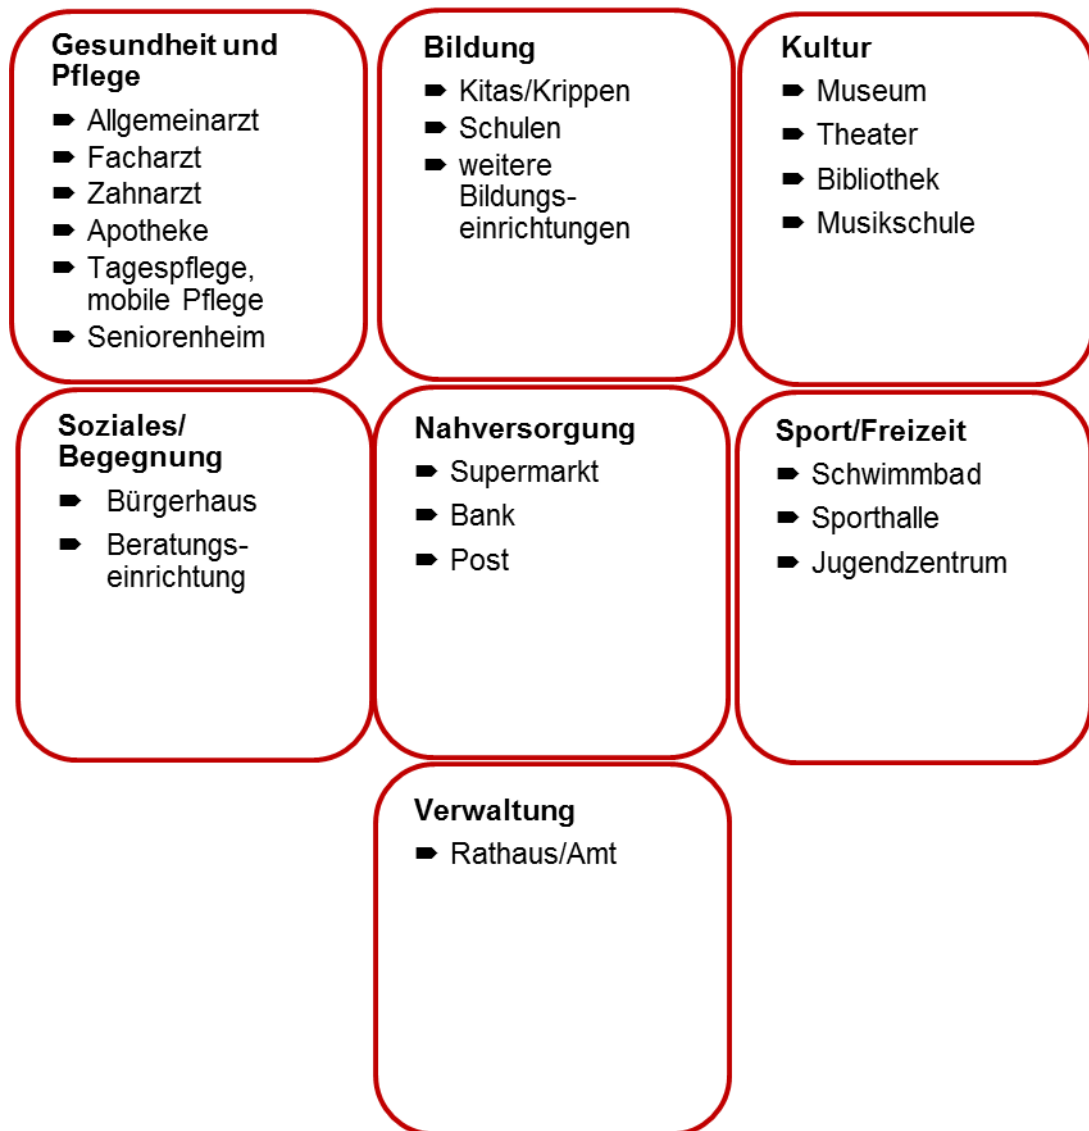 Gesundheit und
Pflege
Allgemeinarzt
Facharzt
Zahnarzt
Apotheke
Tagespflege,
mobile Pflege
Seniorenheim
Bildung
Kitas/Krippen
Schulen
weitere
Bildungs-
einrichtungen
Kultur
Museum
Theater
Bibliothek
Musikschule
Soziales/
Begegnung
Bürgerhaus
Beratungs-
einrichtung
Nahversorgung
Supermarkt
Bank
Post
Sport/Freizeit
Schwimmbad
Sporthalle
Jugendzentrum
Verwaltung
Rathaus/Amt